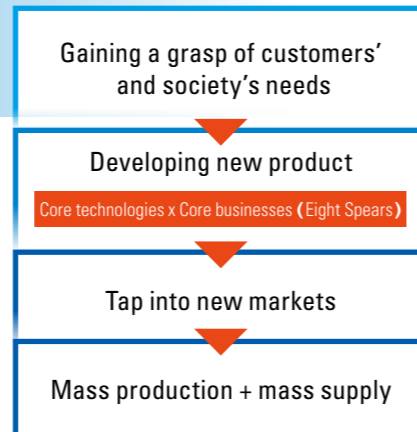 Gaining a grasp of customers’
and society’s needs
Developing new product
Core technologies x Core businesses (Eight Spears)
Tap into new markets
Mass production + mass supply